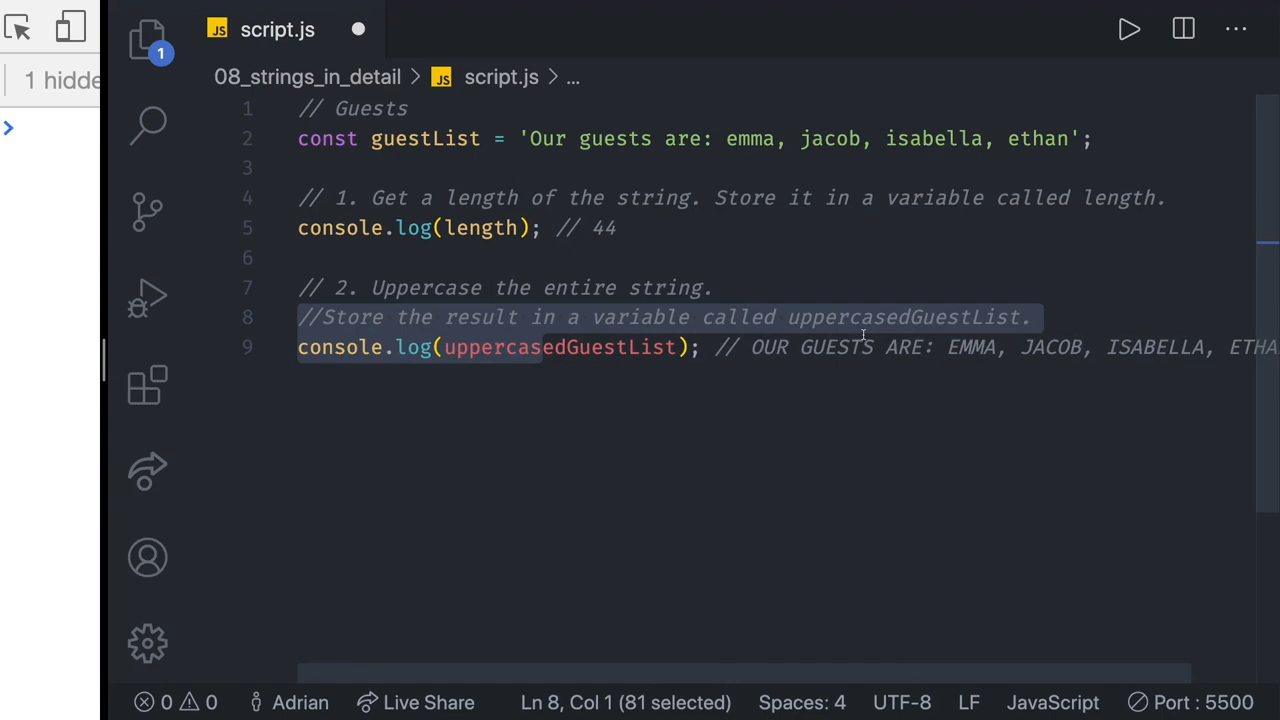 1 hidde
1
JS script.js
08_strings_in_detail > JS script.js > ...
1 // Guests
2 const guestList = 'Our guests are: emma, jacob, isabella, ethan';
3
4 // 1. Get a length of the string. Store it in a variable called length.
5 console.log(length); // 44
6
7 // 2. Uppercase the entire string.
8 //Store the result in a variable called uppercasedGuestList.
9 console.log(uppercasedGuestList); // OUR GUESTS ARE: EMMA, JACOB, ISABELLA, ETHA
0 0 Adrian Live Share Ln 8, Col 1 (81 selected) Spaces: 4 UTF-8 LF JavaScript Port : 5500